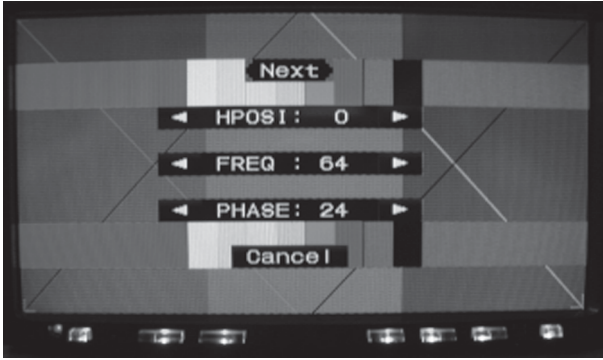 Next
◄ HPOSI: 0 ►
◄ FREQ : 64 ►
◄ PHASE: 24 ►
Cancel